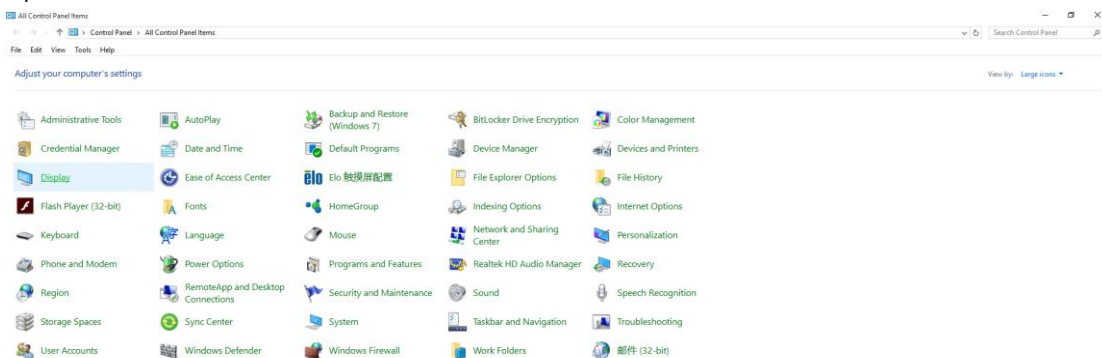 All Control Panel Items
Control Panel › All Control Panel Items
Search Control Panel
File Edit View Tools Help
Adjust your computer's settings
View by: Large icons
Administrative Tools
AutoPlay
Backup and Restore
(Windows 7)
BitLocker Drive Encryption
Color Management
Credential Manager
Date and Time
Default Programs
Device Manager
Devices and Printers
Display
Ease of Access Center
elo
Elo 触摸屏配置
File Explorer Options
File History
Flash Player (32-bit)
Fonts
HomeGroup
Indexing Options
Internet Options
Keyboard
Language
Mouse
Network and Sharing
Center
Personalization
Phone and Modem
Power Options
Programs and Features
Realtek HD Audio Manager
Recovery
Region
RemoteApp and Desktop
Connections
Security and Maintenance
Sound
Speech Recognition
Storage Spaces
Sync Center
System
Taskbar and Navigation
Troubleshooting
User Accounts
Windows Defender
Windows Firewall
Work Folders
邮件 (32-bit)